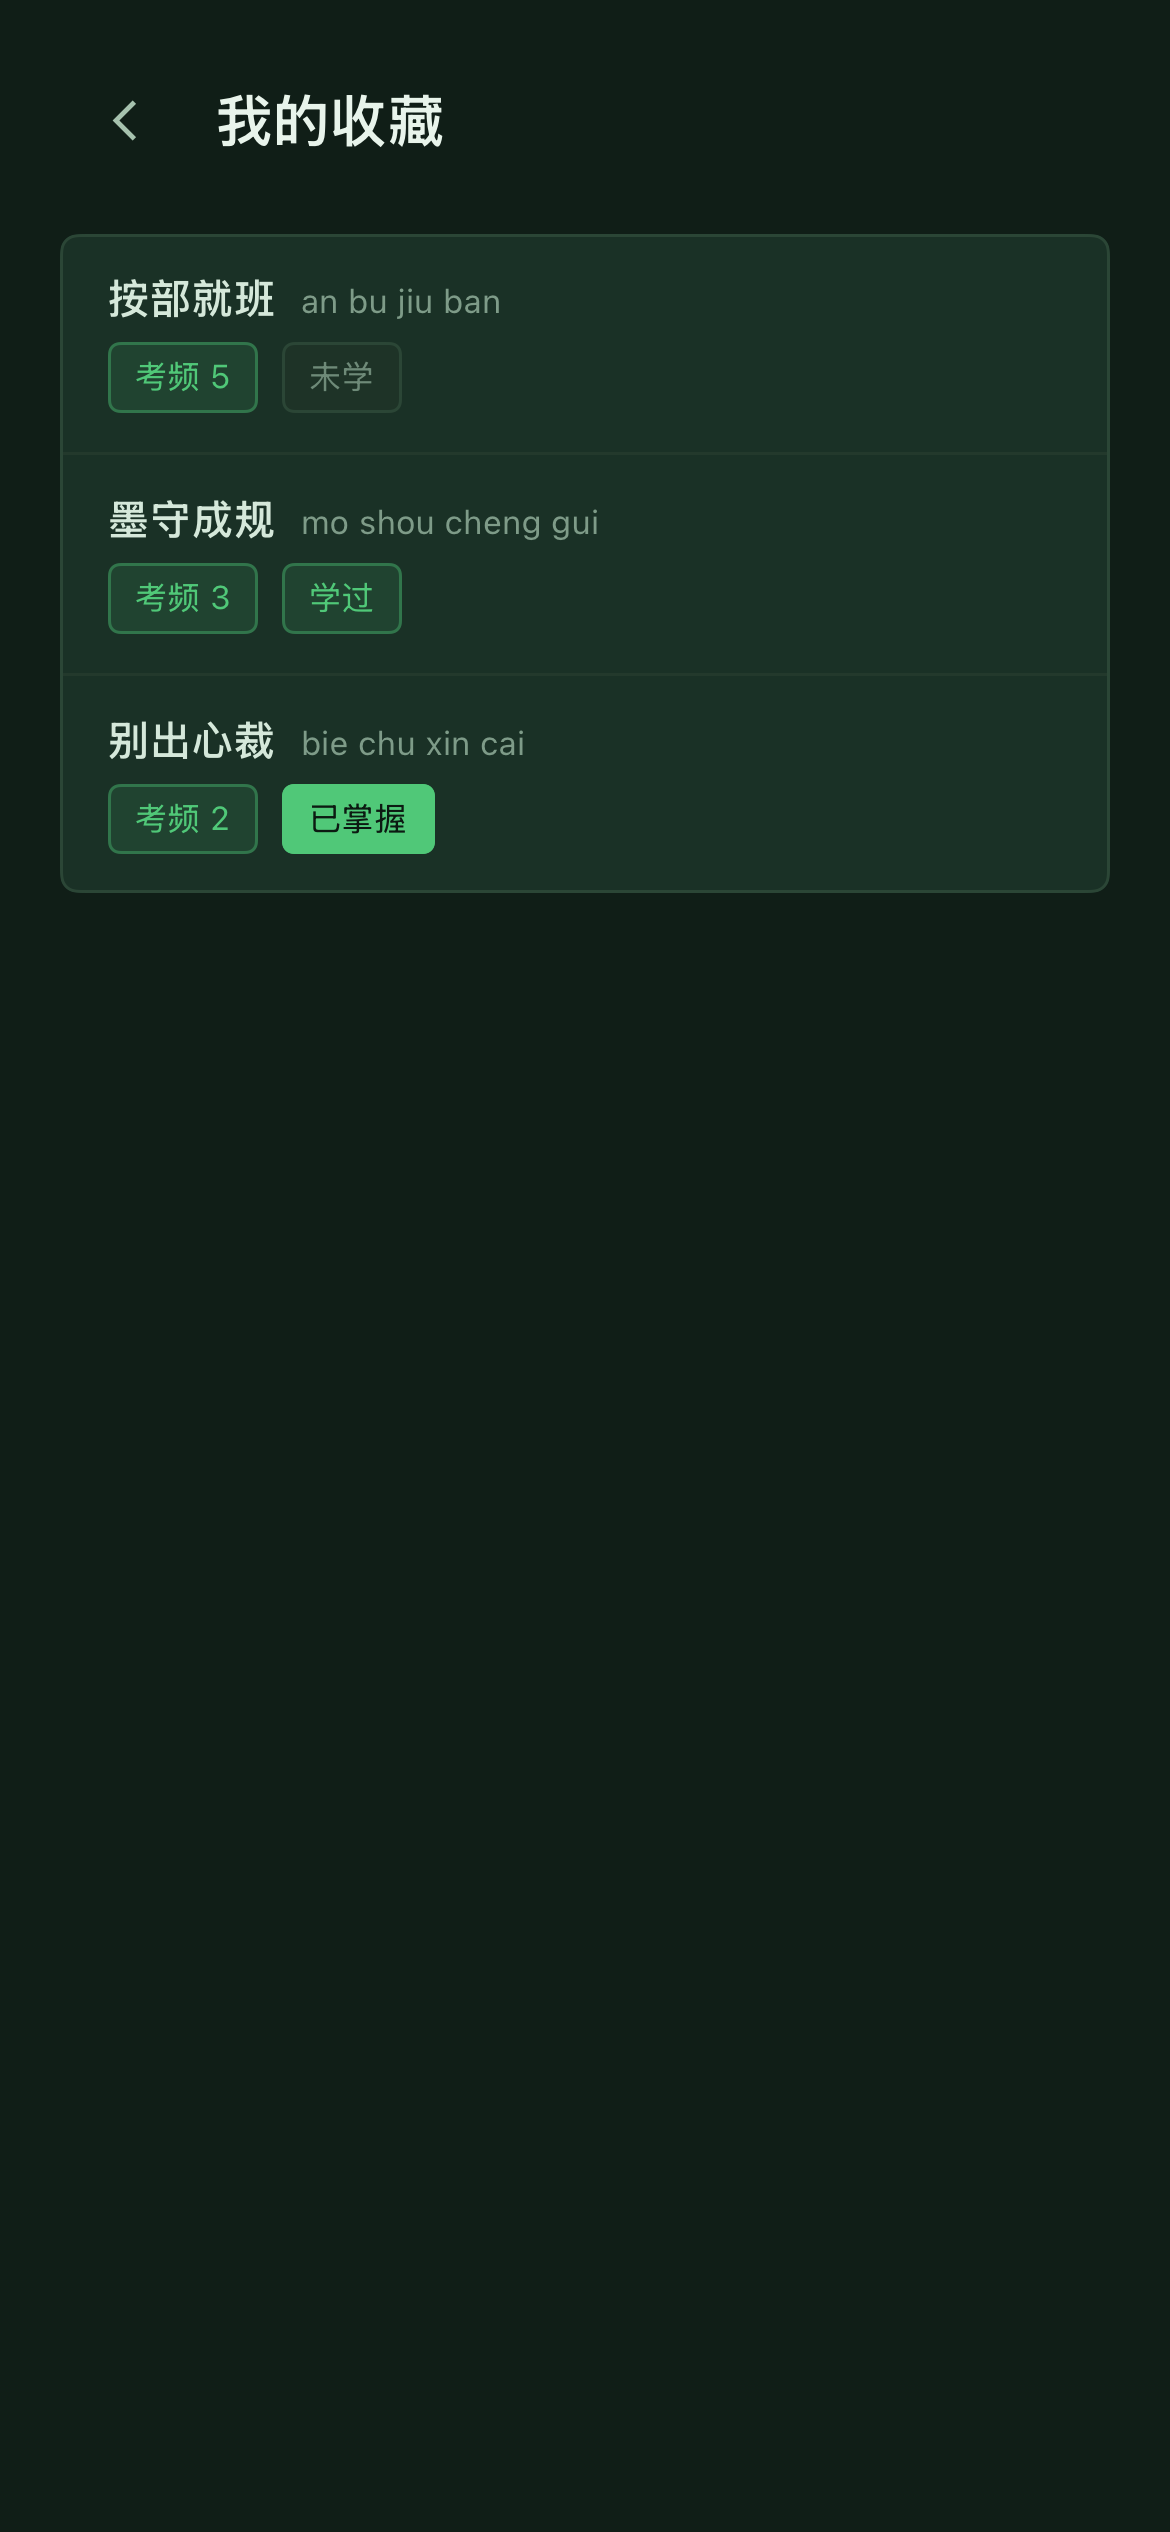 我的收藏
按部就班 an bu jiu ban
考频 5 未学
墨守成规 mo shou cheng gui
考频 3 学过
别出心裁 bie chu xin cai
考频 2 已掌握